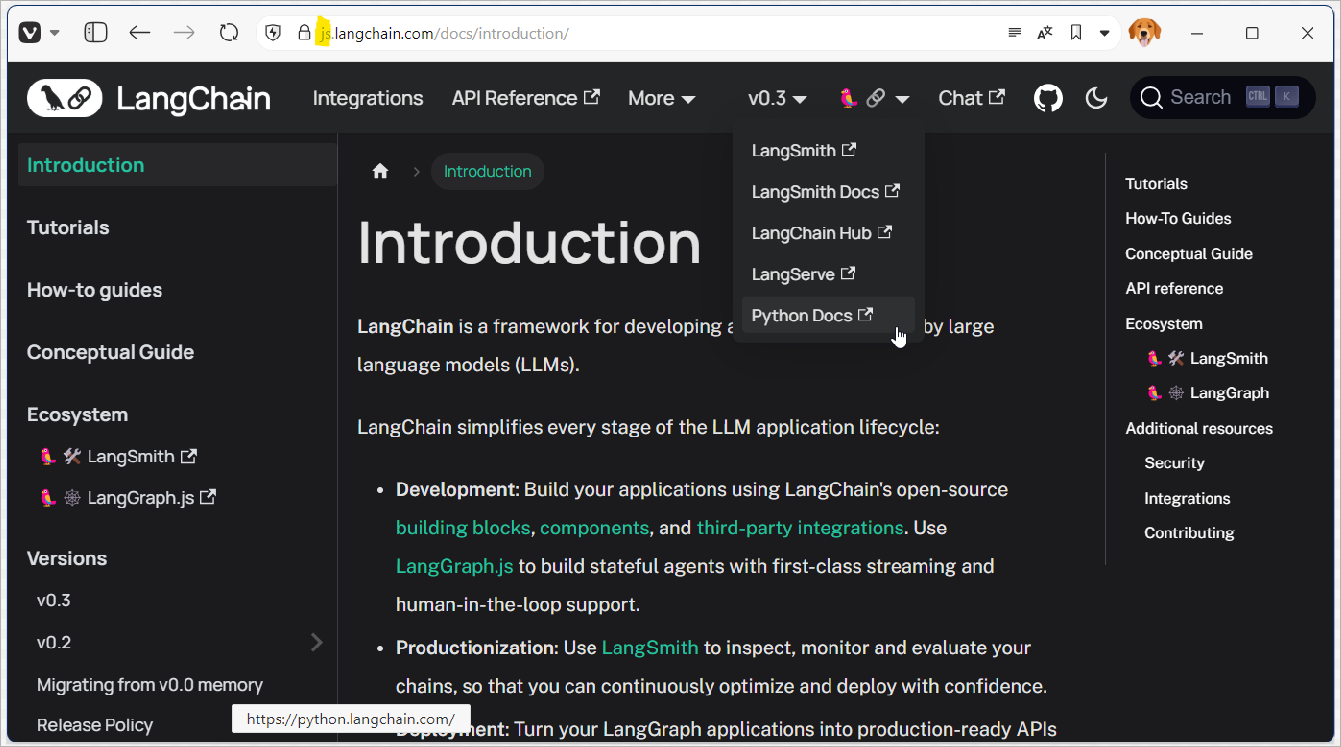 js.langchain.com/docs/introduction/
LangChain
Integrations
API Reference
More
v0.3
Chat
Search
CTRL
K
LangSmith
LangSmith Docs
LangChain Hub
LangServe
Python Docs
Introduction
Tutorials
How-to guides
Conceptual Guide
Ecosystem
LangSmith
LangGraph.js
Versions
v0.3
v0.2
Migrating from v0.0 memory
Release Policy
https://python.langchain.com/
Introduction
Introduction
LangChain is a framework for developing a by large
language models (LLMs).
LangChain simplifies every stage of the LLM application lifecycle:
• Development: Build your applications using LangChain's open-source
building blocks, components, and third-party integrations. Use
LangGraph.js to build stateful agents with first-class streaming and
human-in-the-loop support.
• Productionization: Use LangSmith to inspect, monitor and evaluate your
chains, so that you can continuously optimize and deploy with confidence.
Deployment: Turn your LangGraph applications into production-ready APIs
Tutorials
How-To Guides
Conceptual Guide
API reference
Ecosystem
LangSmith
LangGraph
Additional resources
Security
Integrations
Contributing